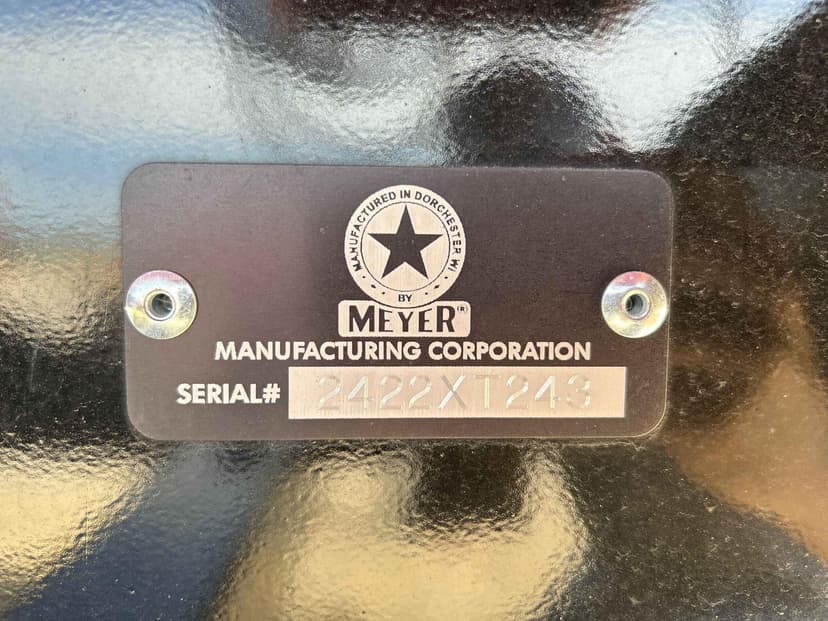 MANUFACTURED IN DORCHESTER WI
BY
MEYER (R)
MANUFACTURING CORPORATION
SERIAL# 2422XT243